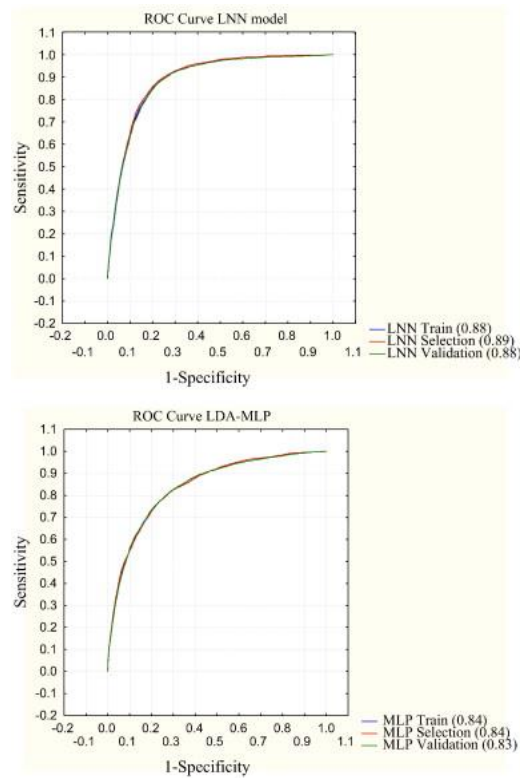 ROC Curve LNN model
1.1
1.0
0.9
0.8
0.7
0.6
0.5
0.4
0.3
0.2
0.1
0.0
-0.1
-0.2
Sensitivity
-0.2 0.0 0.2 0.4 0.6 0.8 1.0
-0.1 0.1 0.3 0.5 0.7 0.9 1.1
1-Specificity
LNN Train (0.88)
LNN Selection (0.89)
LNN Validation (0.88)
ROC Curve LDA-MLP
1.1
1.0
0.9
0.8
0.7
0.6
0.5
0.4
0.3
0.2
0.1
0.0
-0.1
-0.2
Sensitivity
-0.2 0.0 0.2 0.4 0.6 0.8 1.0
-0.1 0.1 0.3 0.5 0.7 0.9 1.1
1-Specificity
MLP Train (0.84)
MLP Selection (0.84)
MLP Validation (0.83)